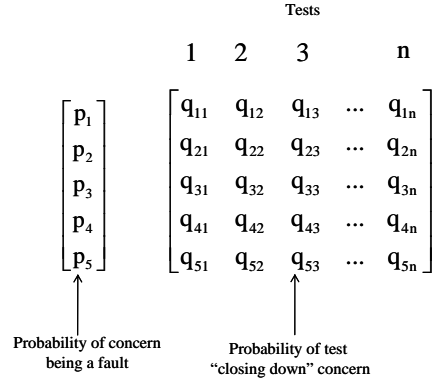 Tests
1 2 3 n
p₁ q₁₁ q₁₂ q₁₃ ... q₁ₙ
p₂ q₂₁ q₂₂ q₂₃ ... q₂ₙ
p₃ q₃₁ q₃₂ q₃₃ ... q₃ₙ
p₄ q₄₁ q₄₂ q₄₃ ... q₄ₙ
p₅ q₅₁ q₅₂ q₅₃ ... q₅ₙ
Probability of concern
being a fault
Probability of test
“closing down” concern